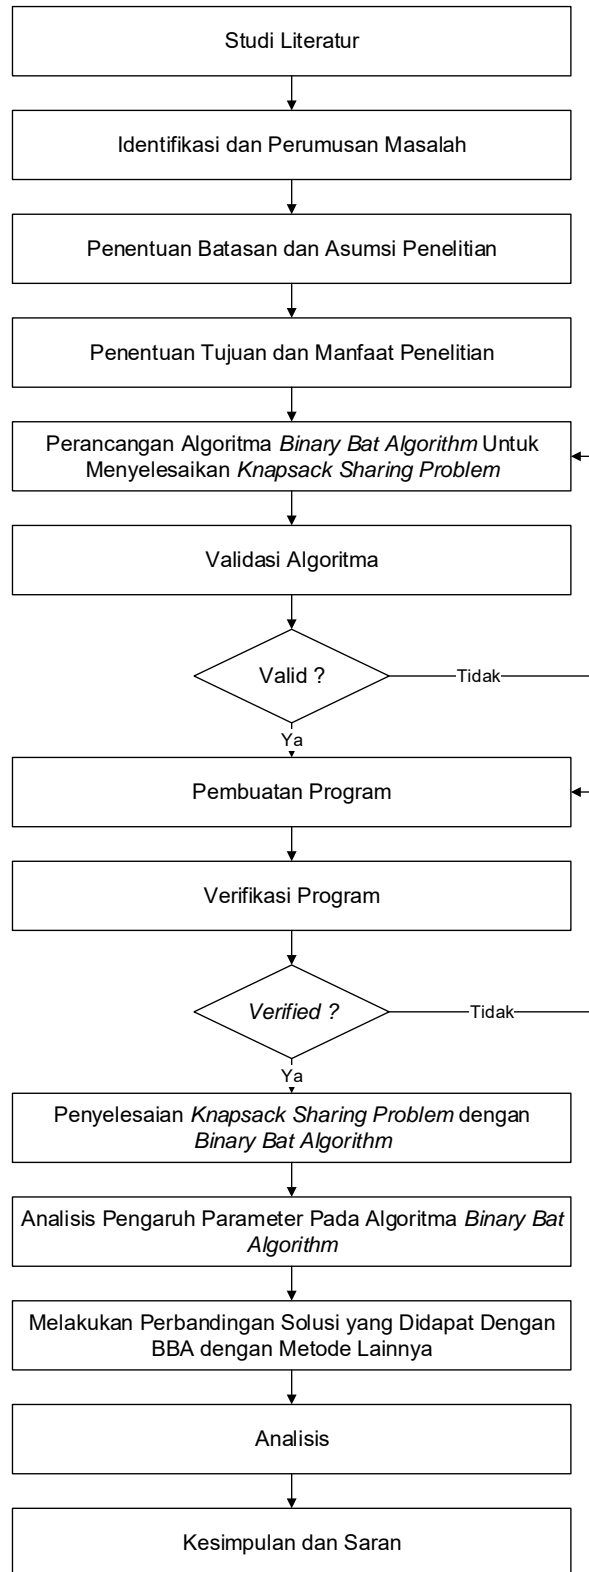 Studi Literatur
Identifikasi dan Perumusan Masalah
Penentuan Batasan dan Asumsi Penelitian
Penentuan Tujuan dan Manfaat Penelitian
Perancangan Algoritma Binary Bat Algorithm Untuk
Menyelesaikan Knapsack Sharing Problem
Validasi Algoritma
Valid ?
Tidak
Ya
Pembuatan Program
Verifikasi Program
Verified ?
Tidak
Ya
Penyelesaian Knapsack Sharing Problem dengan
Binary Bat Algorithm
Analisis Pengaruh Parameter Pada Algoritma Binary Bat
Algorithm
Melakukan Perbandingan Solusi yang Didapat Dengan
BBA dengan Metode Lainnya
Analisis
Kesimpulan dan Saran